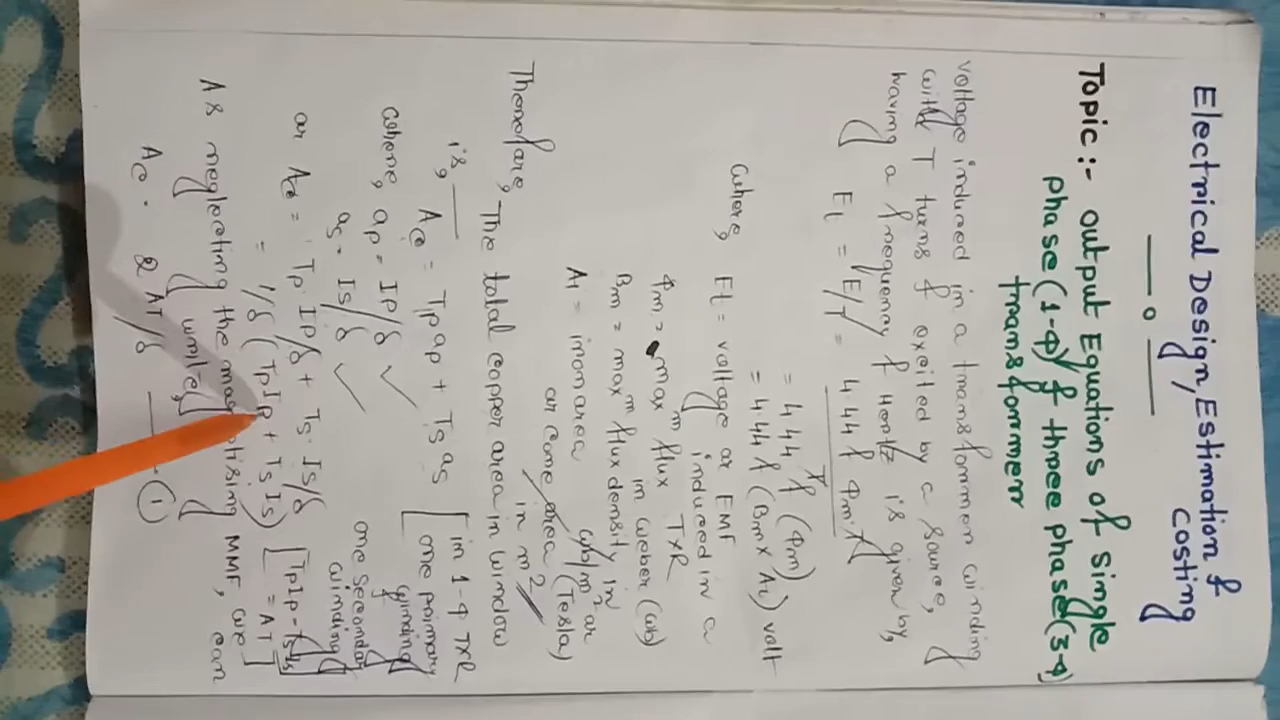 Electrical Design, Estimation &
Costing
Topic :- output Equations of single
phase (1-φ) & three phase (3-φ)
transformer
voltage induced in a transformer winding
with T turns & excited by a source,
having a frequency f Hertz is given by,
Et = E/T = 4.44 f φm
= 4.44 f (φm)
= 4.44 f (Bm x Ai) volt
where, Et = voltage or EMF
induced in a
TXR
φm = maxm flux
in weber (wb)
Bm = maxm flux density in
wb/m2 or (Tesla)
Ai = iron area
or core area
in m2
Therefore, The total copper area in window
is, Ac = Tp ap + Ts as [in 1-φ TXR
one primary
winding
one secondary
winding
where, ap = IP/δ ✓
as = Is/δ ✓
or Ac = Tp. IP/δ + Ts. Is/δ
= 1/δ (TpIp + TsIs) [TpIp = TsIs
= AT]
As neglecting the magnetising MMF, we can
write,
Ac = 2 AT/δ — ①